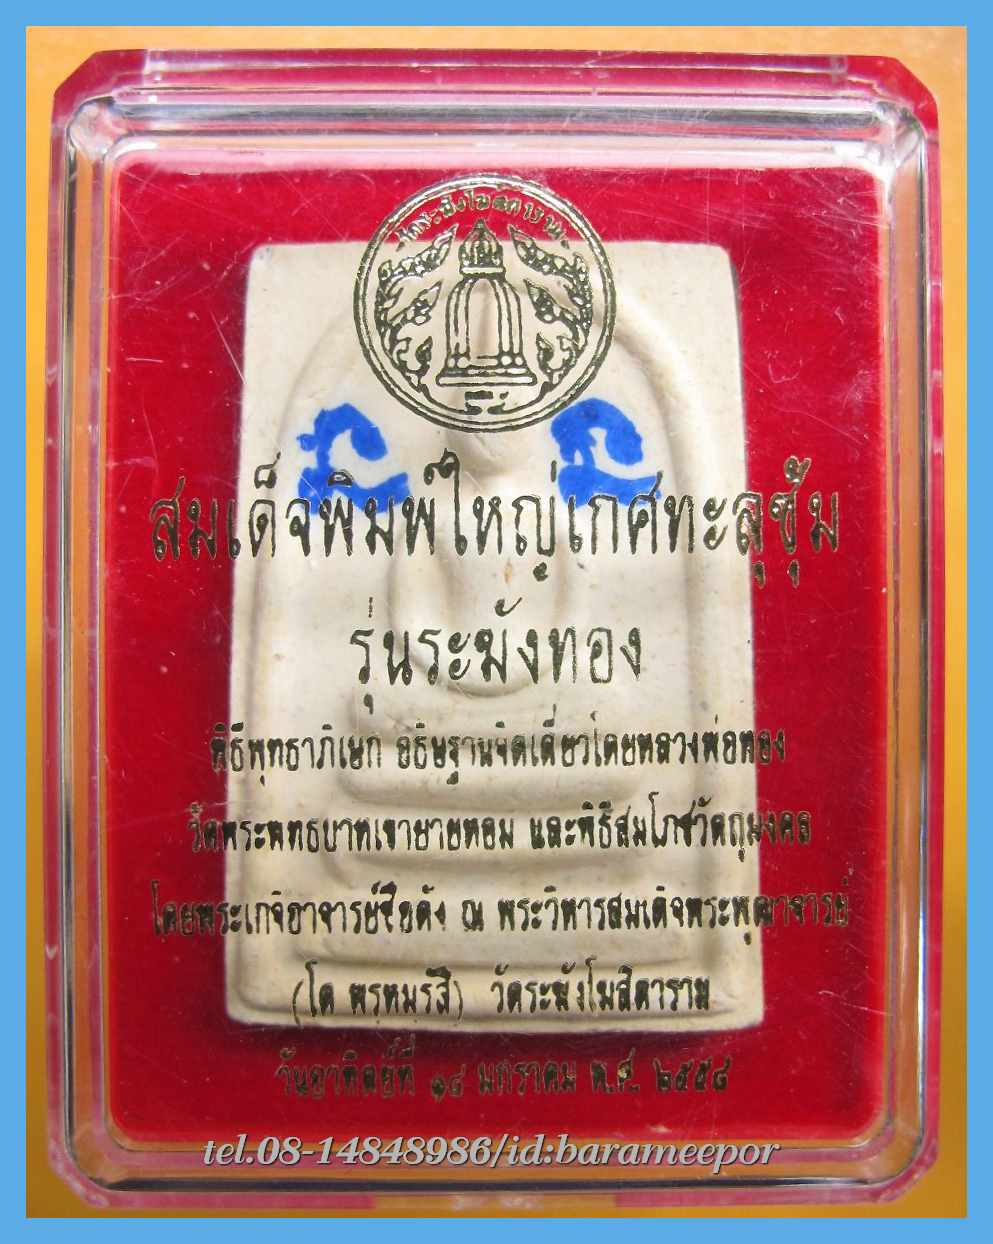 วัดระฆังโฆสิตาราม
สมเด็จพิมพ์ใหญ่เกศทะลุซุ้ม
รุ่นระฆังทอง
พิธีพุทธาภิเษก อธิษฐานจิตเดี่ยวโดยหลวงพ่อทอง
วัดพระพุทธบาทเขายายหอม และพิธีสมโภชวัตถุมงคล
โดยพระเกจิอาจารย์ชื่อดัง ณ พระวิหารสมเด็จพระพุฒาจารย์
(โต พรหมรังสี) วัดระฆังโฆสิตาราม
วันอาทิตย์ที่ ๑๘ มกราคม พ.ศ. ๒๕๕๘
tel.08-14848986/id:barameepor